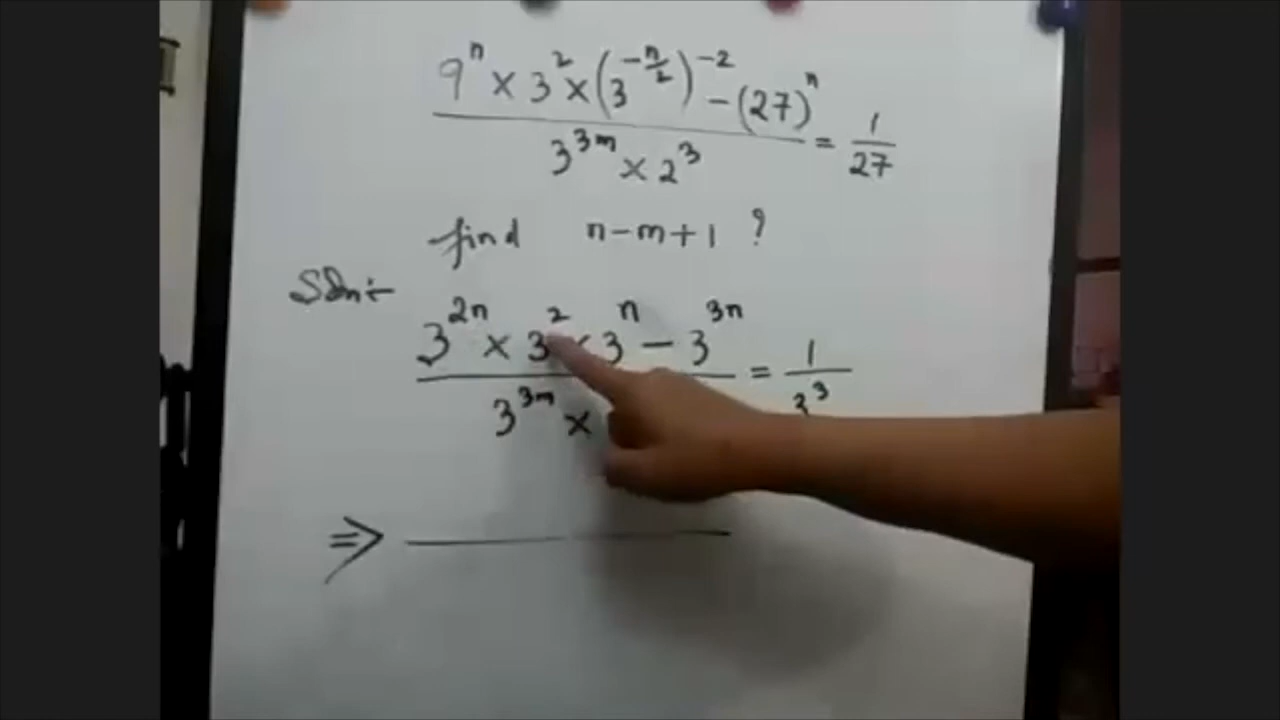 9^n × 3^2 × (3^{-n/2})^{-2} - (27)^n
/ 3^{3m} × 2^3 = 1/27
find n-m+1 ?
Soln:-
3^{2n} × 3^2 × 3^n - 3^{3n}
/ 3^{3m} × = 1/3^3
⇒